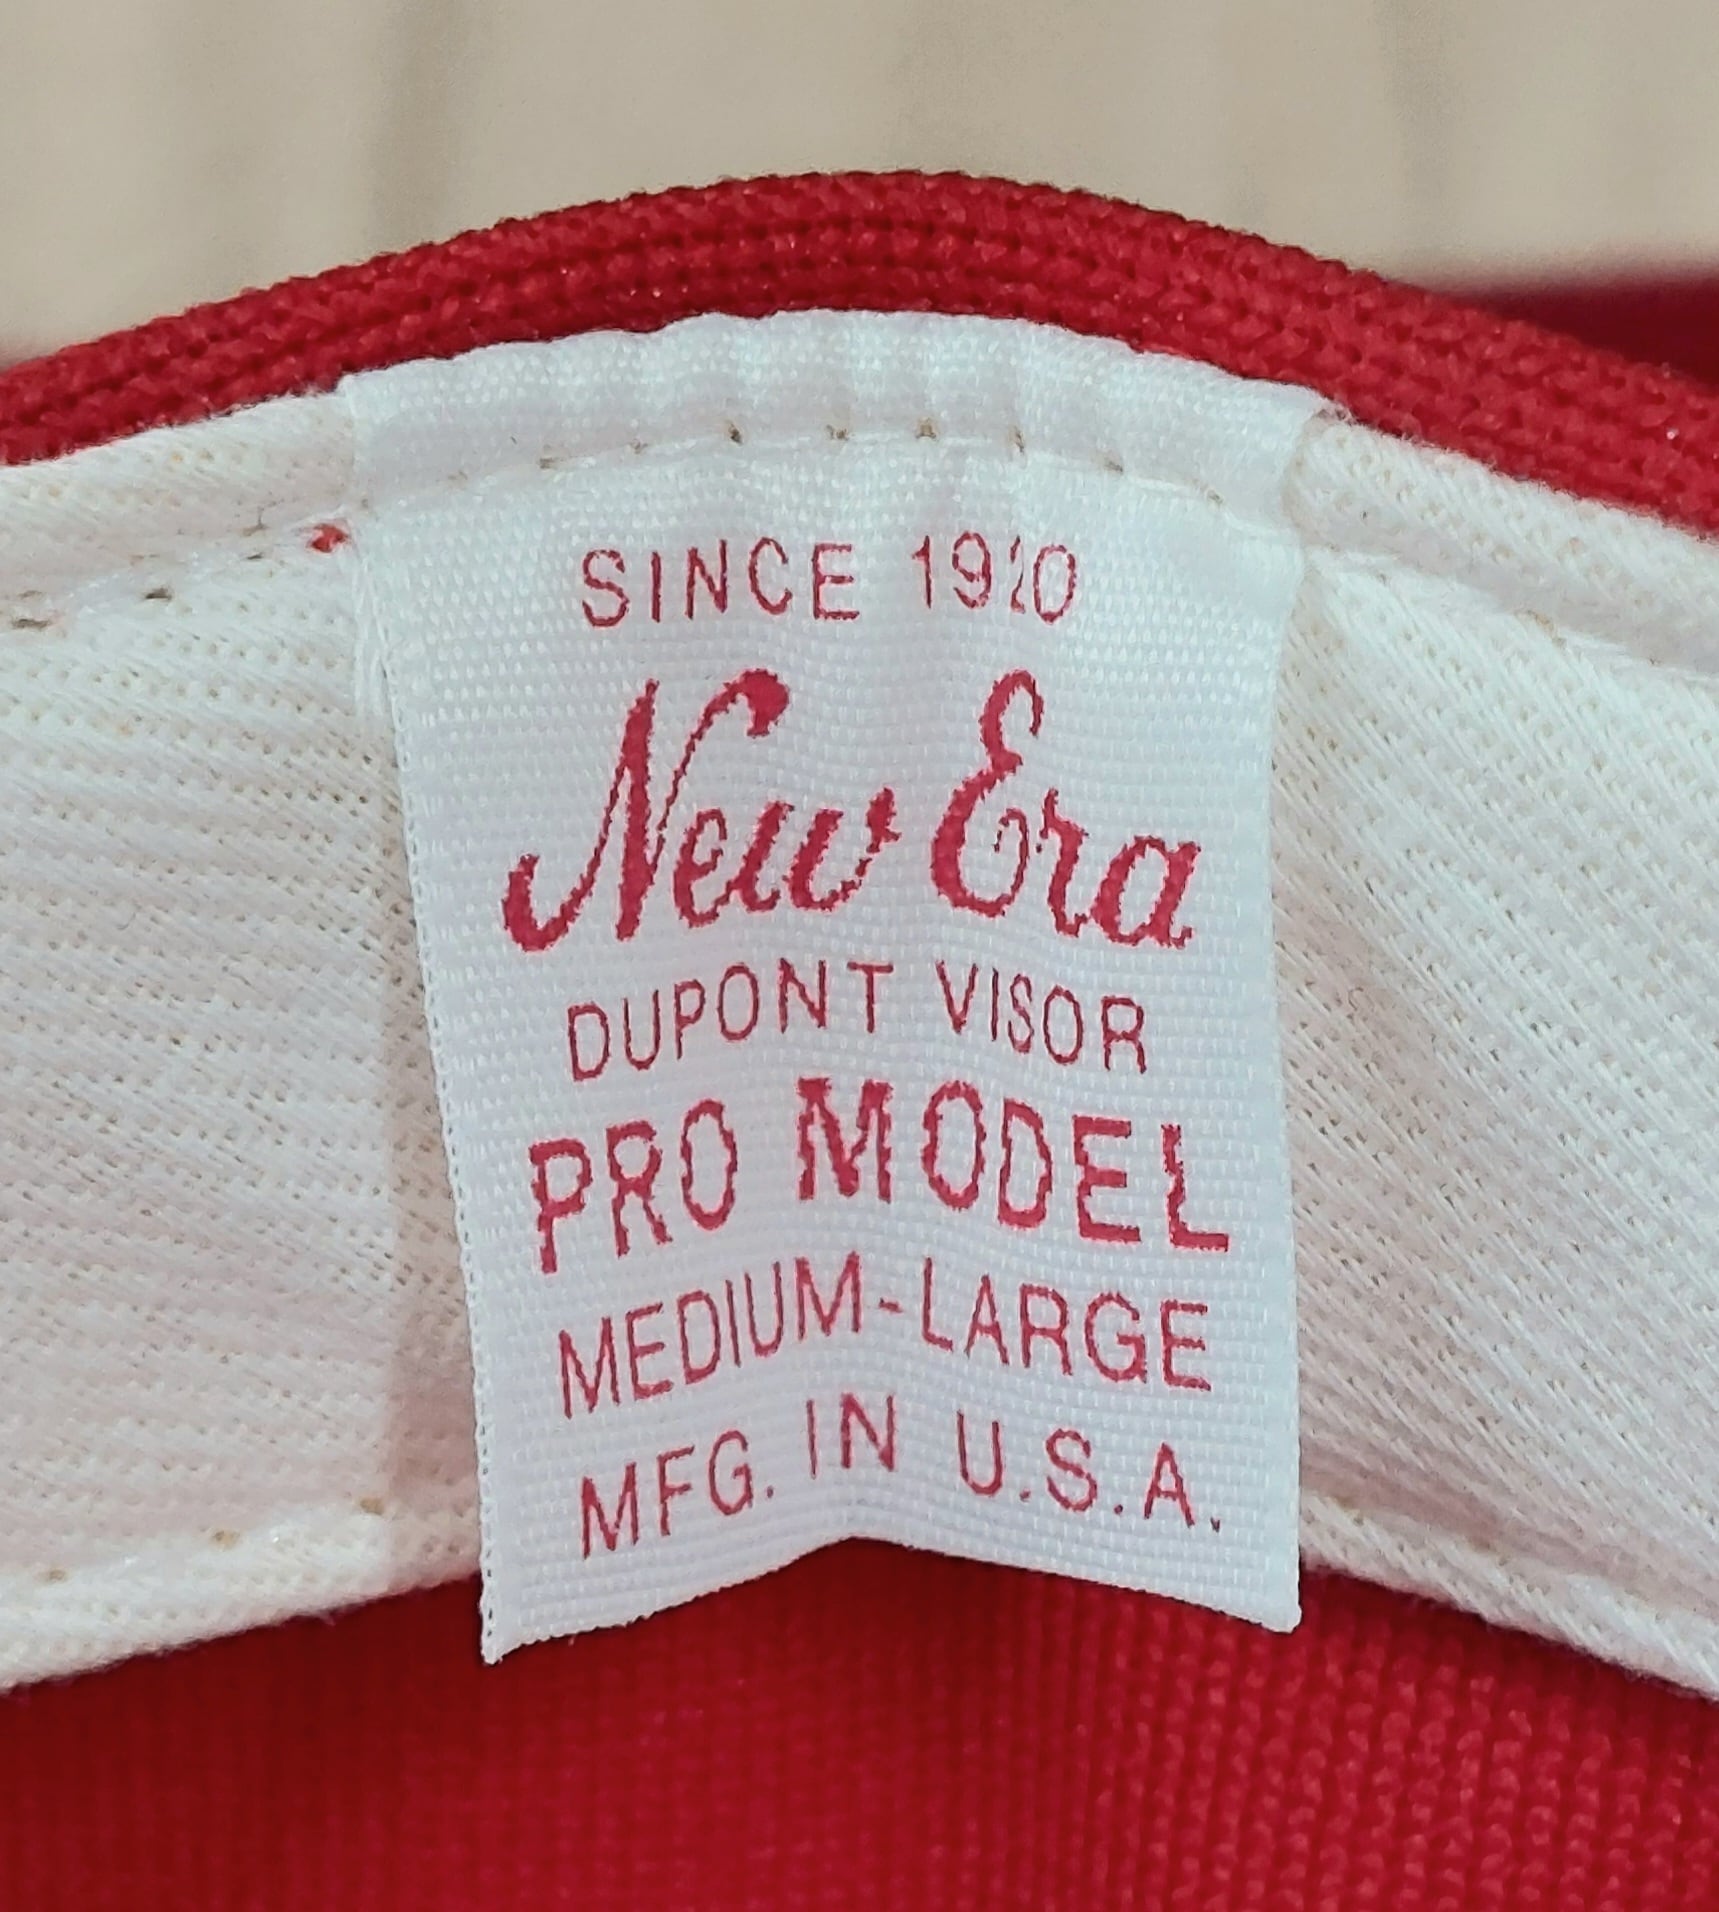 SINCE 1920
New Era
DUPONT VISOR
PRO MODEL
MEDIUM-LARGE
MFG. IN U.S.A.